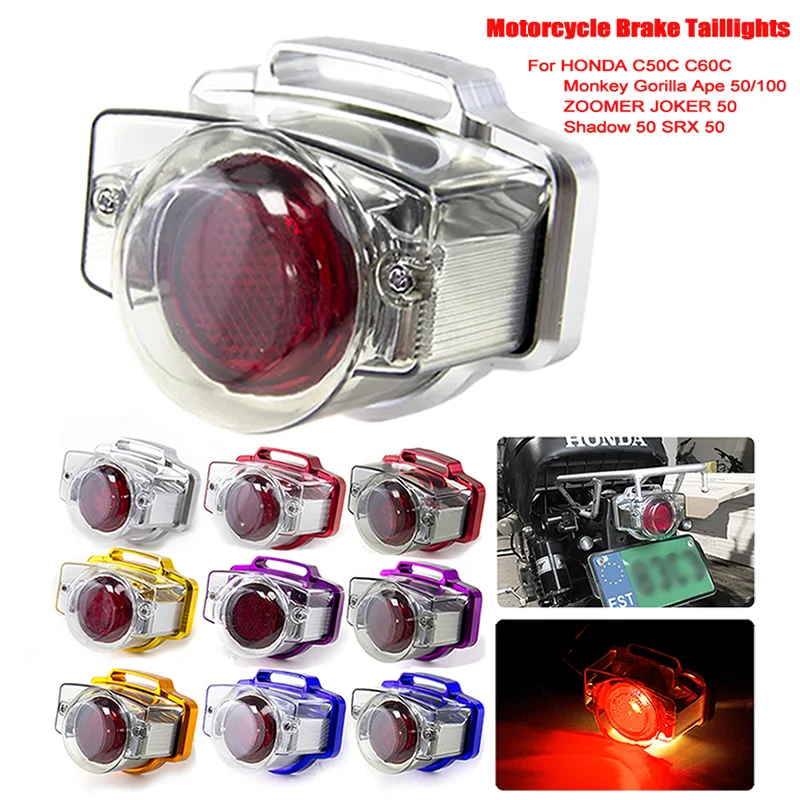 Motorcycle Brake Taillights
For HONDA C50C C60C
Monkey Gorilla Ape 50/100
ZOOMER JOKER 50
Shadow 50 SRX 50
HONDA
EST